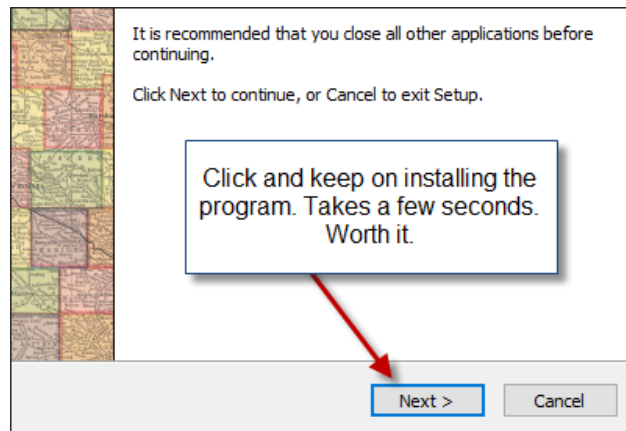 It is recommended that you close all other applications before
continuing.
Click Next to continue, or Cancel to exit Setup.
Click and keep on installing the
program. Takes a few seconds.
Worth it.
Next >
Cancel